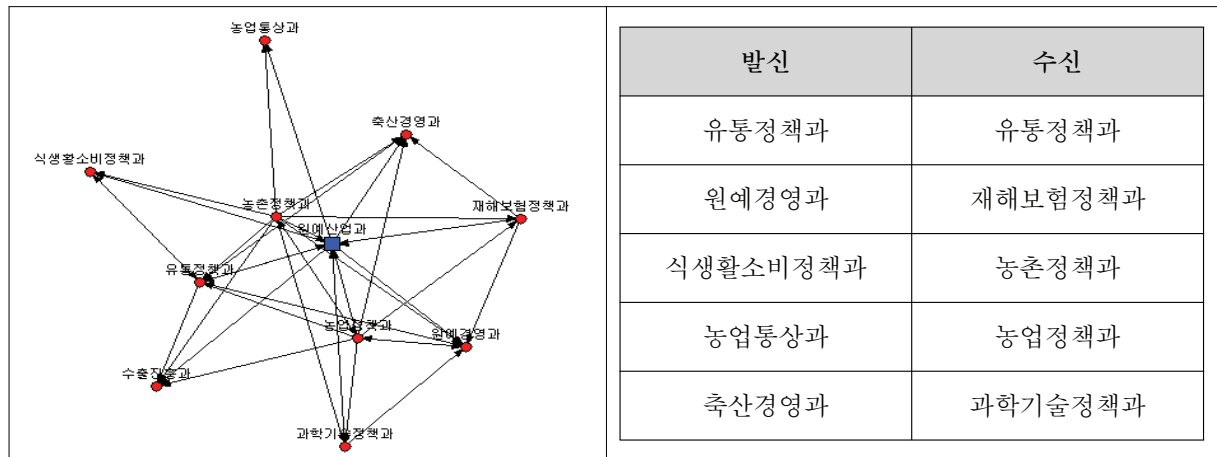 농업통상과
축산경영과
식생활소비정책과
농촌정책과
재해보험정책과
원예산업과
유통정책과
농업정책과
원예경영과
수출진흥과
과학기술정책과
발신 수신
유통정책과 유통정책과
원예경영과 재해보험정책과
식생활소비정책과 농촌정책과
농업통상과 농업정책과
축산경영과 과학기술정책과